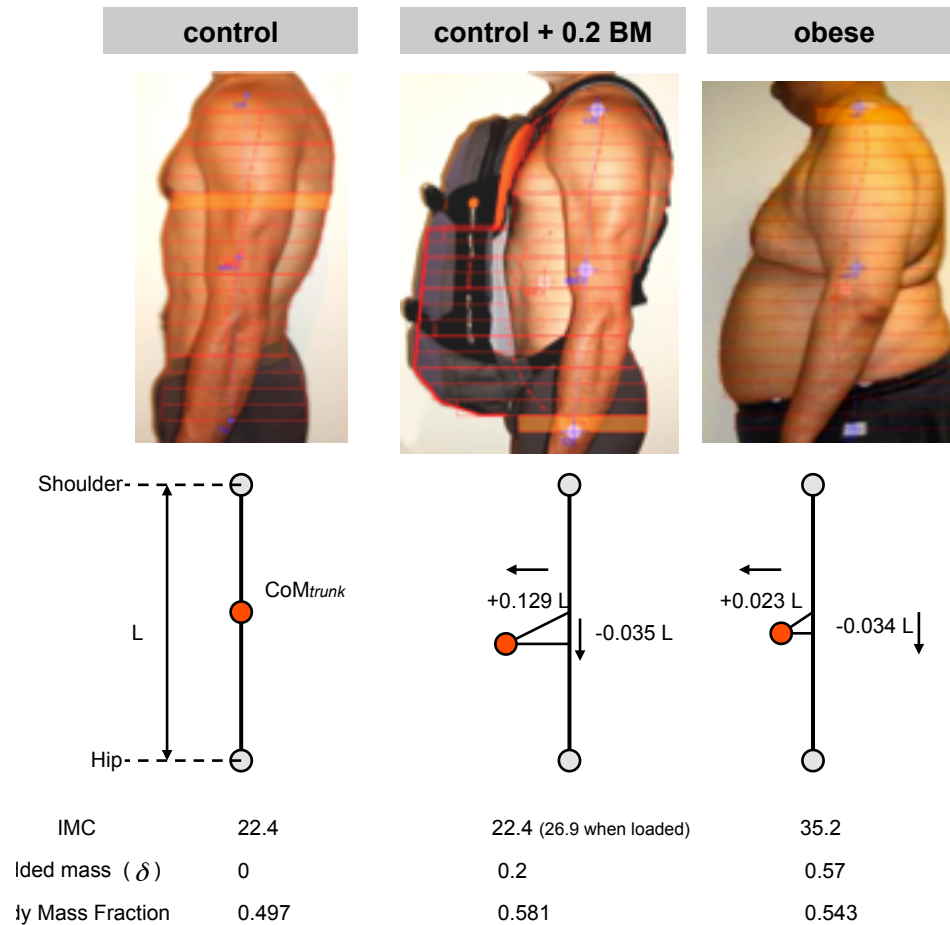 control control + 0.2 BM obese
Shoulder
CoMtrunk
+0.129 L
+0.023 L
L
-0.035 L
-0.034 L
Hip
IMC 22.4 22.4 (26.9 when loaded) 35.2
mass (δ) 0 0.2 0.57
Mass Fraction 0.497 0.581 0.543